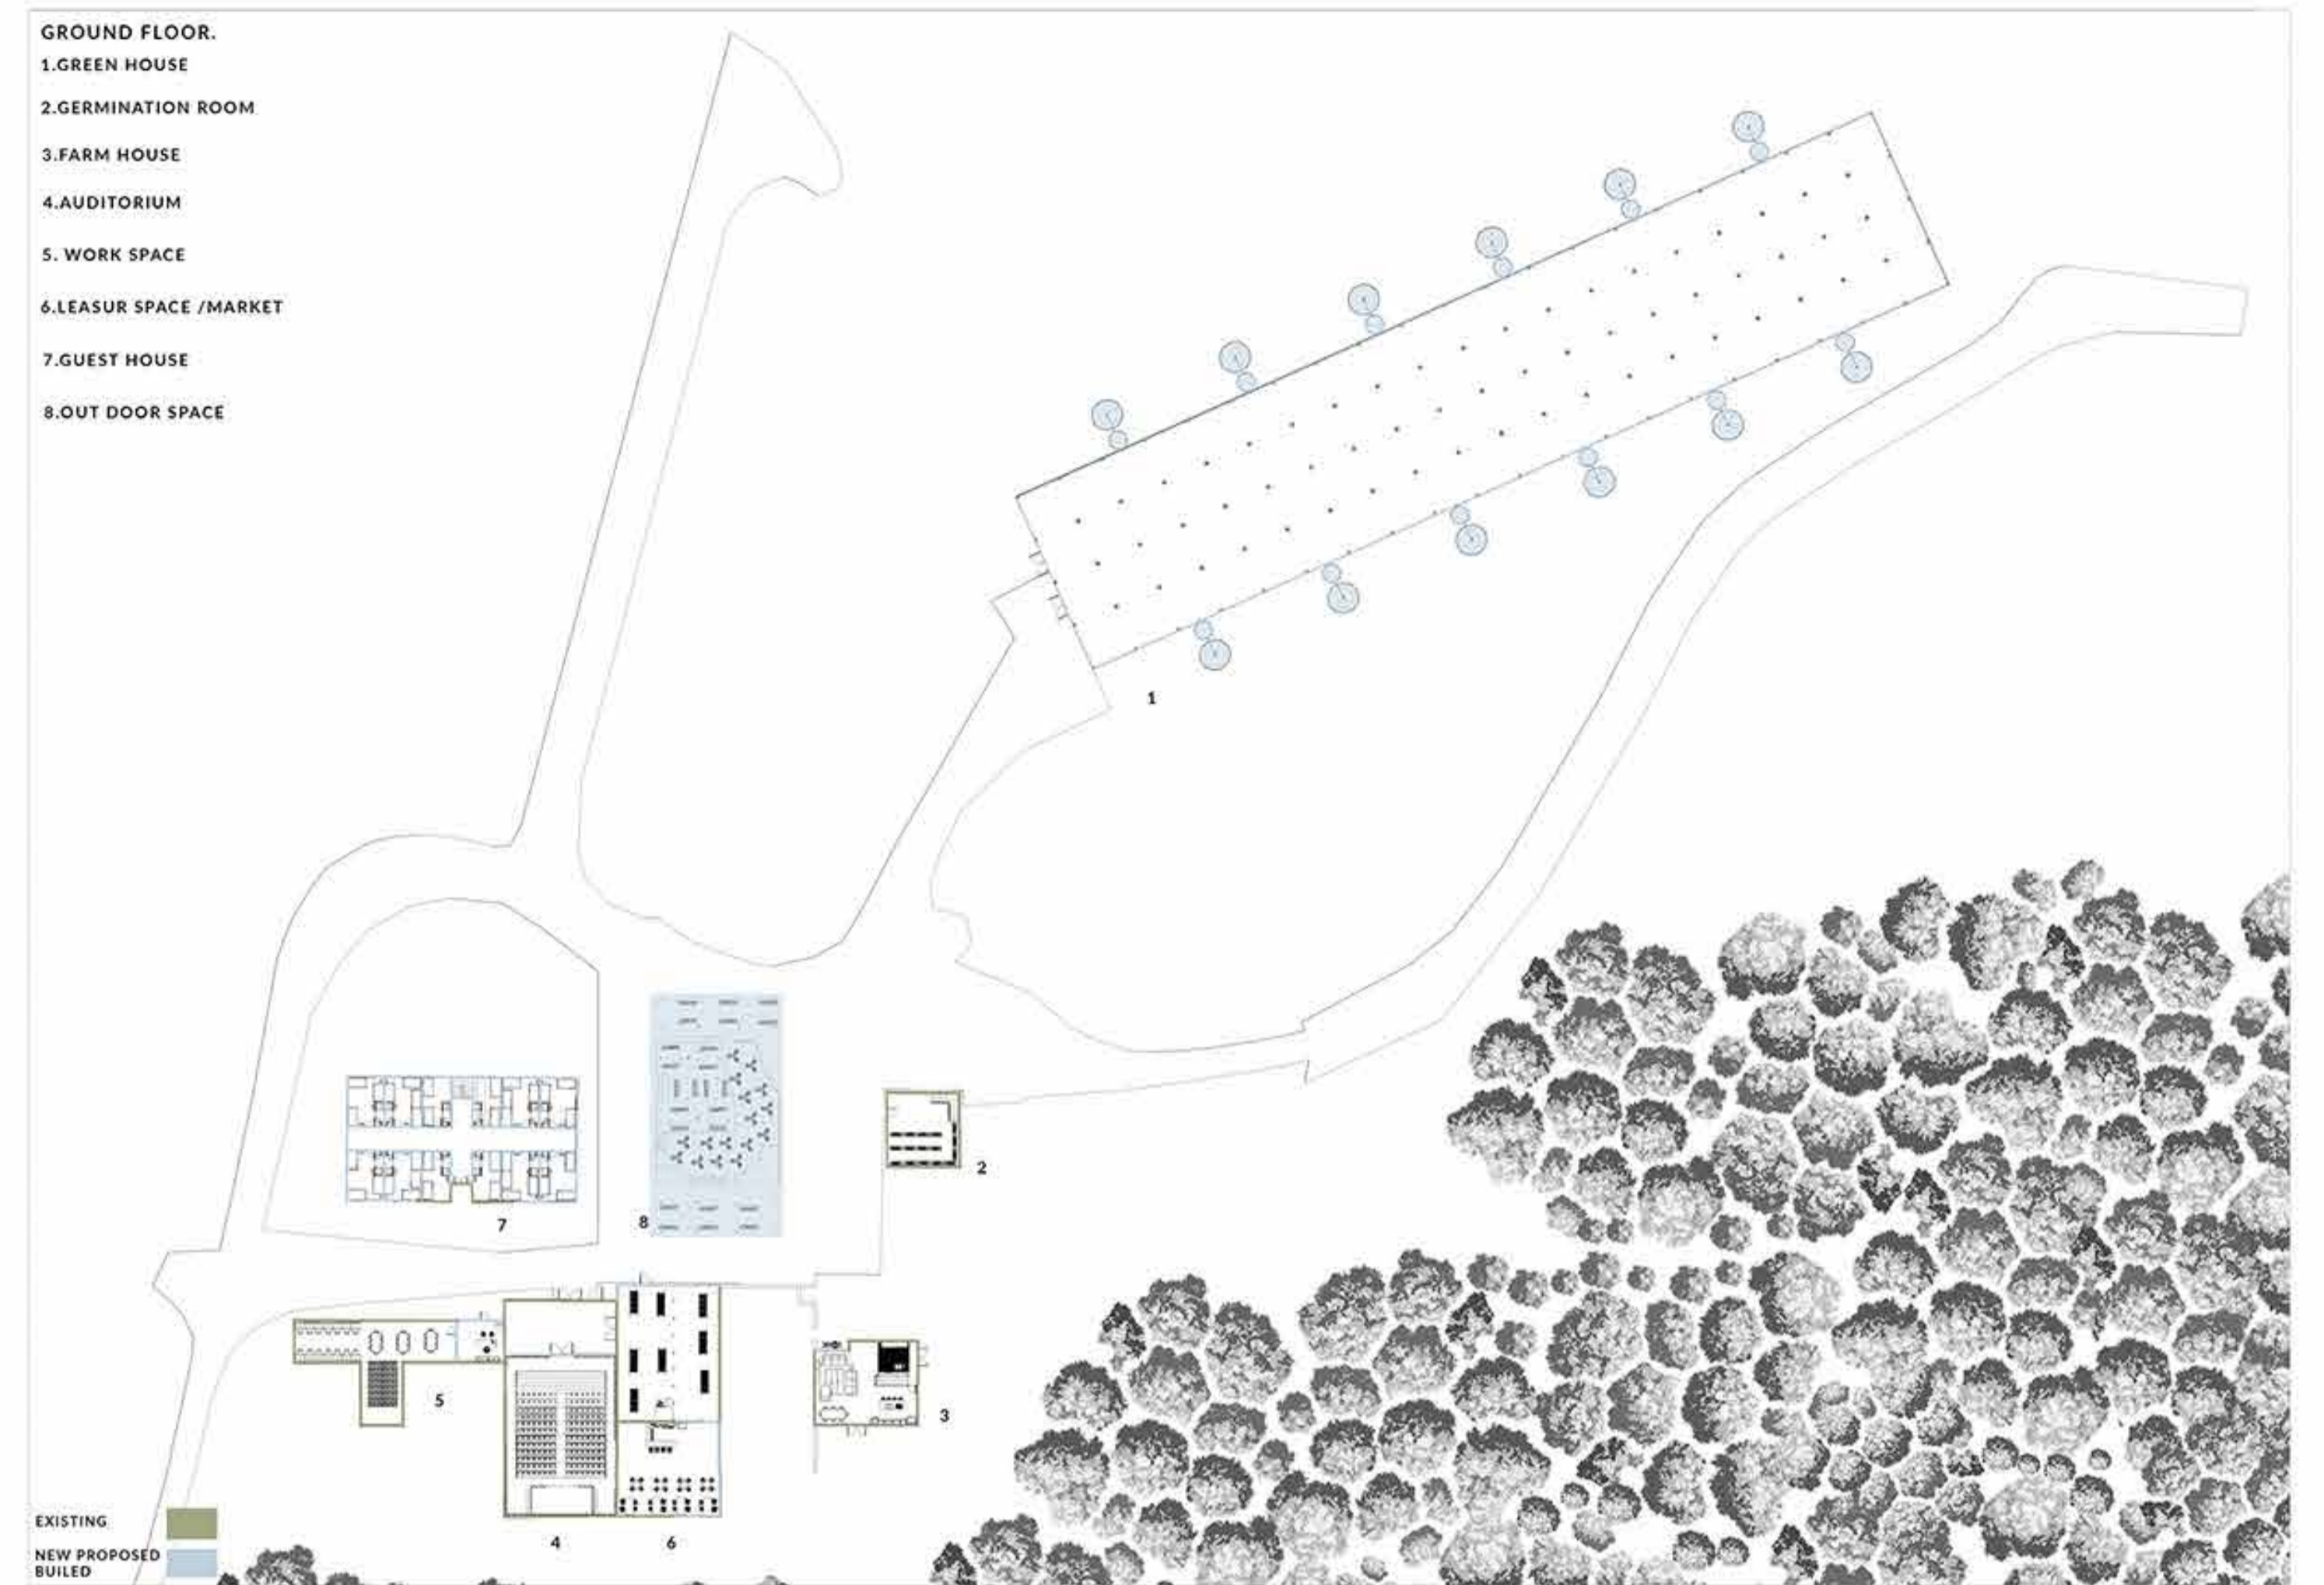 GROUND FLOOR.
1.GREEN HOUSE
2.GERMINATION ROOM
3.FARM HOUSE
4.AUDITORIUM
5. WORK SPACE
6.LEASUR SPACE /MARKET
7.GUEST HOUSE
8.OUT DOOR SPACE
1
2
7
8
5
3
4
6
EXISTING
NEW PROPOSED
BUILED